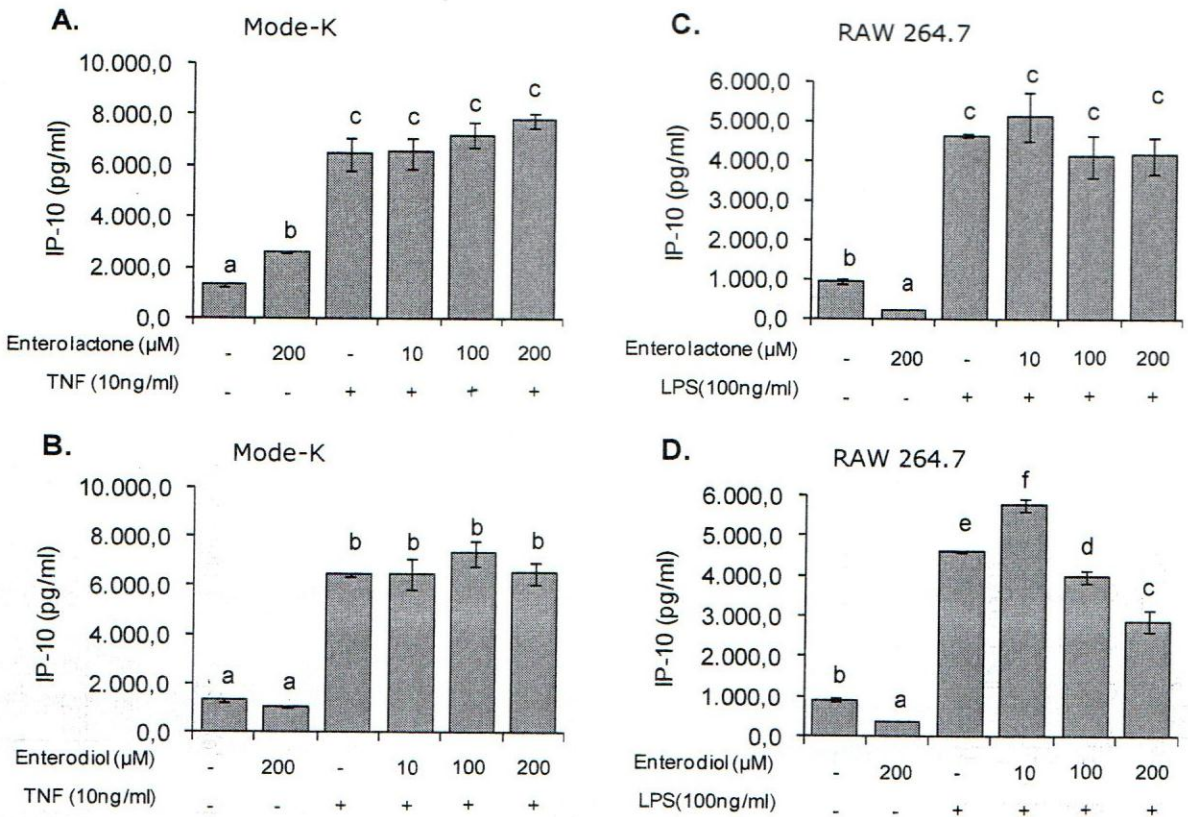 A.
Mode-K
IP-10 (pg/ml)
10.000,0
8.000,0
6.000,0
4.000,0
2.000,0
0,0
a b c c c c
Enterolactone (µM) - 200 - 10 100 200
TNF (10ng/ml) - - + + + +
B.
Mode-K
IP-10 (pg/ml)
10.000,0
8.000,0
6.000,0
4.000,0
2.000,0
0,0
a a b b b b
Enterodiol (µM) - 200 - 10 100 200
TNF (10ng/ml) - - + + + +
C.
RAW 264.7
IP-10 (pg/ml)
6.000,0
5.000,0
4.000,0
3.000,0
2.000,0
1.000,0
0,0
b a c c c c
Enterolactone (µM) - 200 - 10 100 200
LPS(100ng/ml) - - + + + +
D.
RAW 264.7
IP-10 (pg/ml)
6.000,0
5.000,0
4.000,0
3.000,0
2.000,0
1.000,0
0,0
b a e f d c
Enterodiol (µM) - 200 - 10 100 200
LPS(100ng/ml) - - + + + +